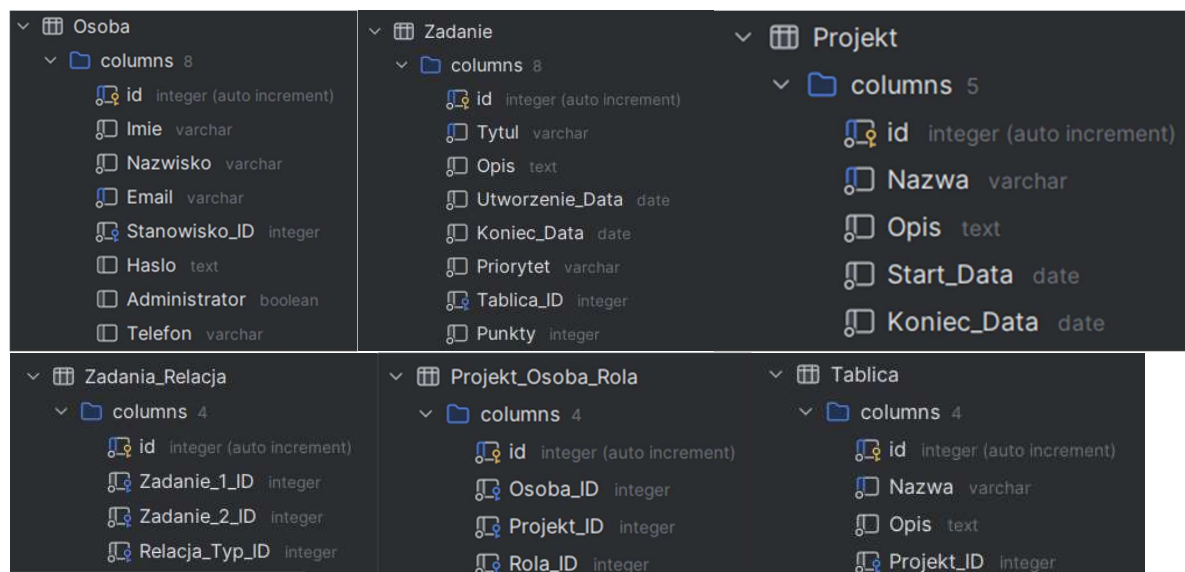 Osoba
columns 8
id integer (auto increment)
Imie varchar
Nazwisko varchar
Email varchar
Stanowisko_ID integer
Haslo text
Administrator boolean
Telefon varchar
Zadanie
columns 8
id integer (auto increment)
Tytul varchar
Opis text
Utworzenie_Data date
Koniec_Data date
Priorytet varchar
Tablica_ID integer
Punkty integer
Projekt
columns 5
id integer (auto increment)
Nazwa varchar
Opis text
Start_Data date
Koniec_Data date
Zadania_Relacja
columns 4
id integer (auto increment)
Zadanie_1_ID integer
Zadanie_2_ID integer
Relacja_Typ_ID integer
Projekt_Osoba_Rola
columns 4
id integer (auto increment)
Osoba_ID integer
Projekt_ID integer
Rola_ID integer
Tablica
columns 4
id integer (auto increment)
Nazwa varchar
Opis text
Projekt_ID integer